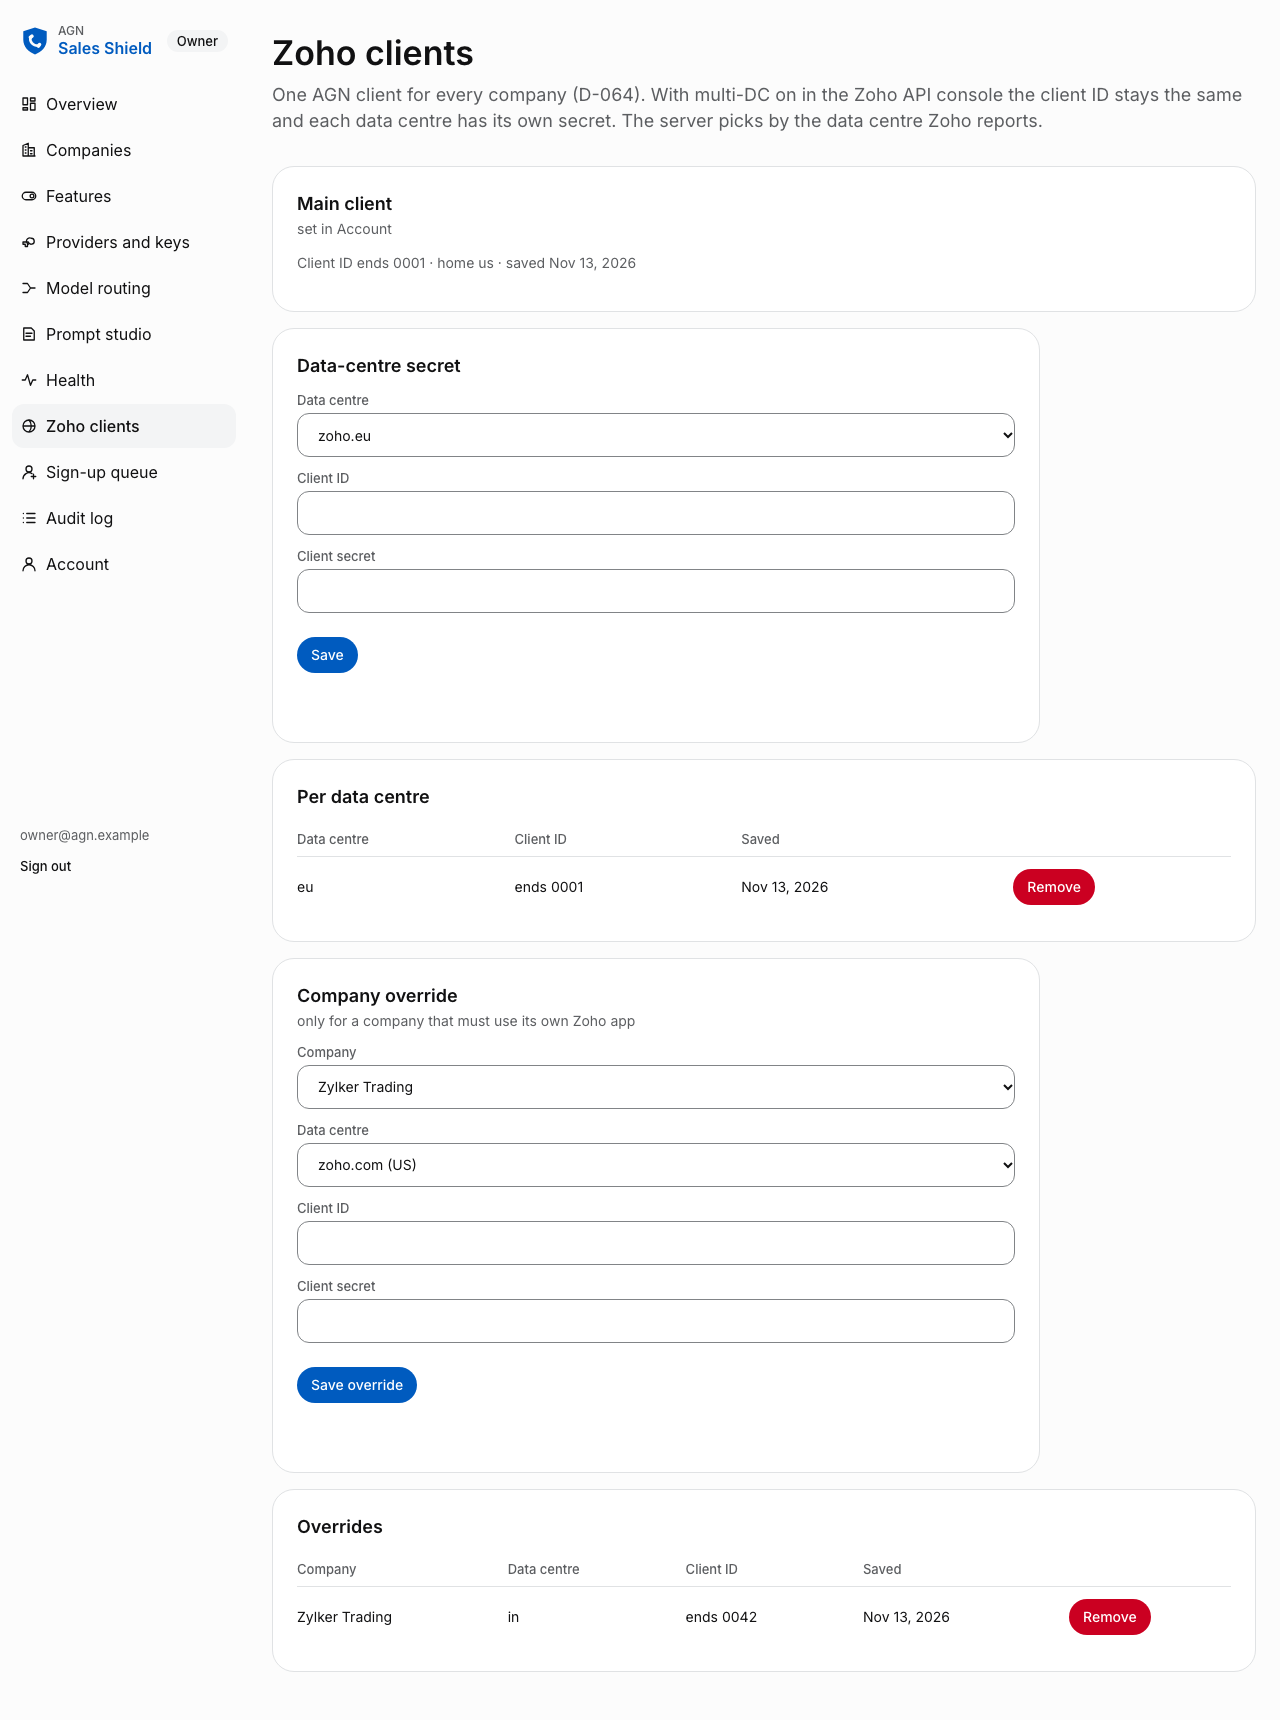 AGN
Sales Shield
Owner
Overview
Companies
Features
Providers and keys
Model routing
Prompt studio
Health
Zoho clients
Sign-up queue
Audit log
Account
owner@agn.example
Sign out
Zoho clients
One AGN client for every company (D-064). With multi-DC on in the Zoho API console the client ID stays the same
and each data centre has its own secret. The server picks by the data centre Zoho reports.
Main client
set in Account
Client ID ends 0001 · home us · saved Nov 13, 2026
Data-centre secret
Data centre
zoho.eu
Client ID
Client secret
Save
Per data centre
Data centre Client ID Saved
eu ends 0001 Nov 13, 2026 Remove
Company override
only for a company that must use its own Zoho app
Company
Zylker Trading
Data centre
zoho.com (US)
Client ID
Client secret
Save override
Overrides
Company Data centre Client ID Saved
Zylker Trading in ends 0042 Nov 13, 2026 Remove